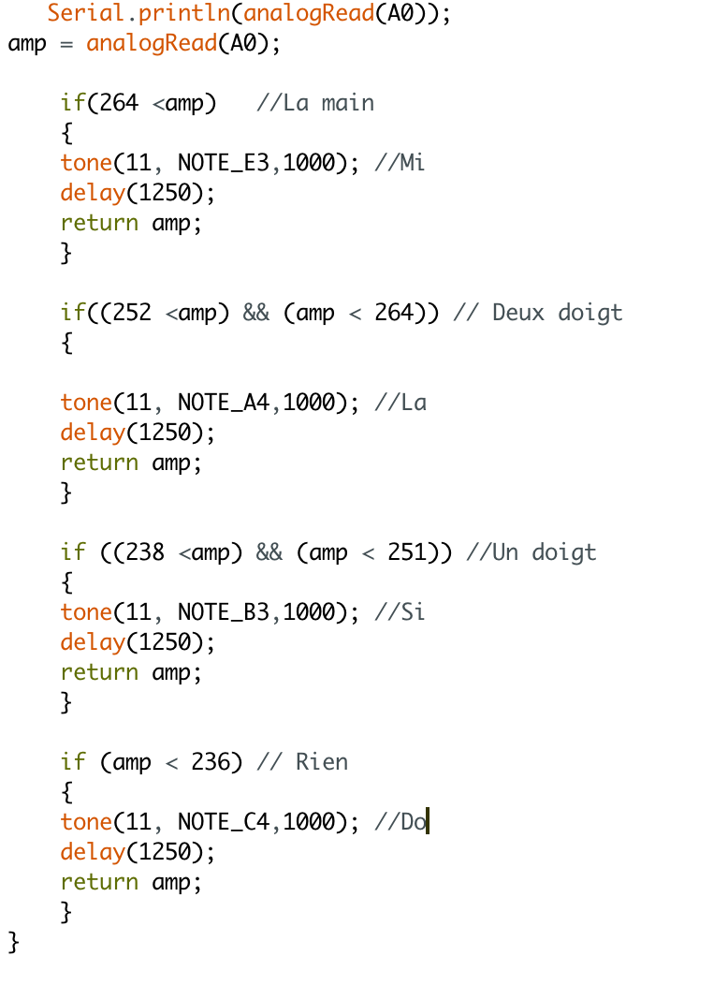 Serial.println(analogRead(A0));
amp = analogRead(A0);
if(264 <amp)   //La main
{
tone(11, NOTE_E3,1000); //Mi
delay(1250);
return amp;
}
if((252 <amp) && (amp < 264)) // Deux doigt
{
tone(11, NOTE_A4,1000); //La
delay(1250);
return amp;
}
if ((238 <amp) && (amp < 251)) //Un doigt
{
tone(11, NOTE_B3,1000); //Si
delay(1250);
return amp;
}
if (amp < 236) // Rien
{
tone(11, NOTE_C4,1000); //Do
delay(1250);
return amp;
}
}